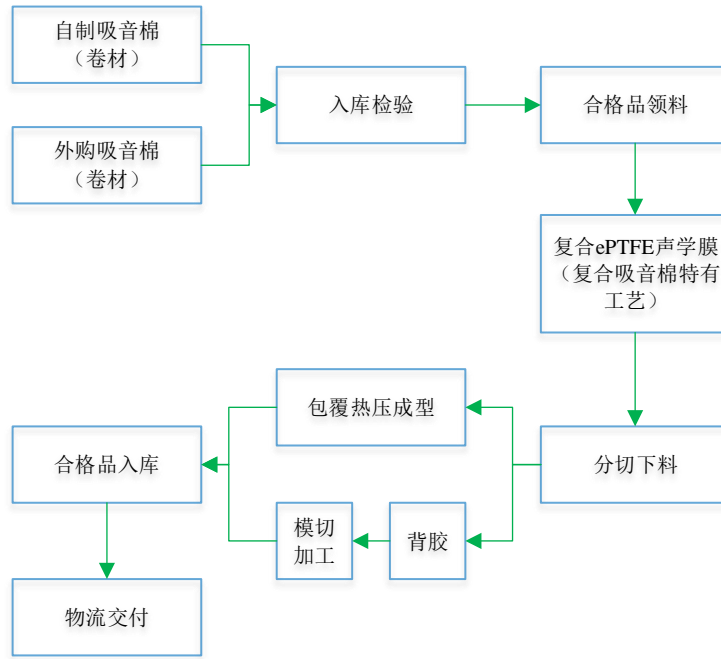 自制吸音棉
（卷材）
外购吸音棉
（卷材）
入库检验
合格品领料
复合ePTFE声学膜
（复合吸音棉特有
工艺）
分切下料
包覆热压成型
背胶
模切
加工
合格品入库
物流交付